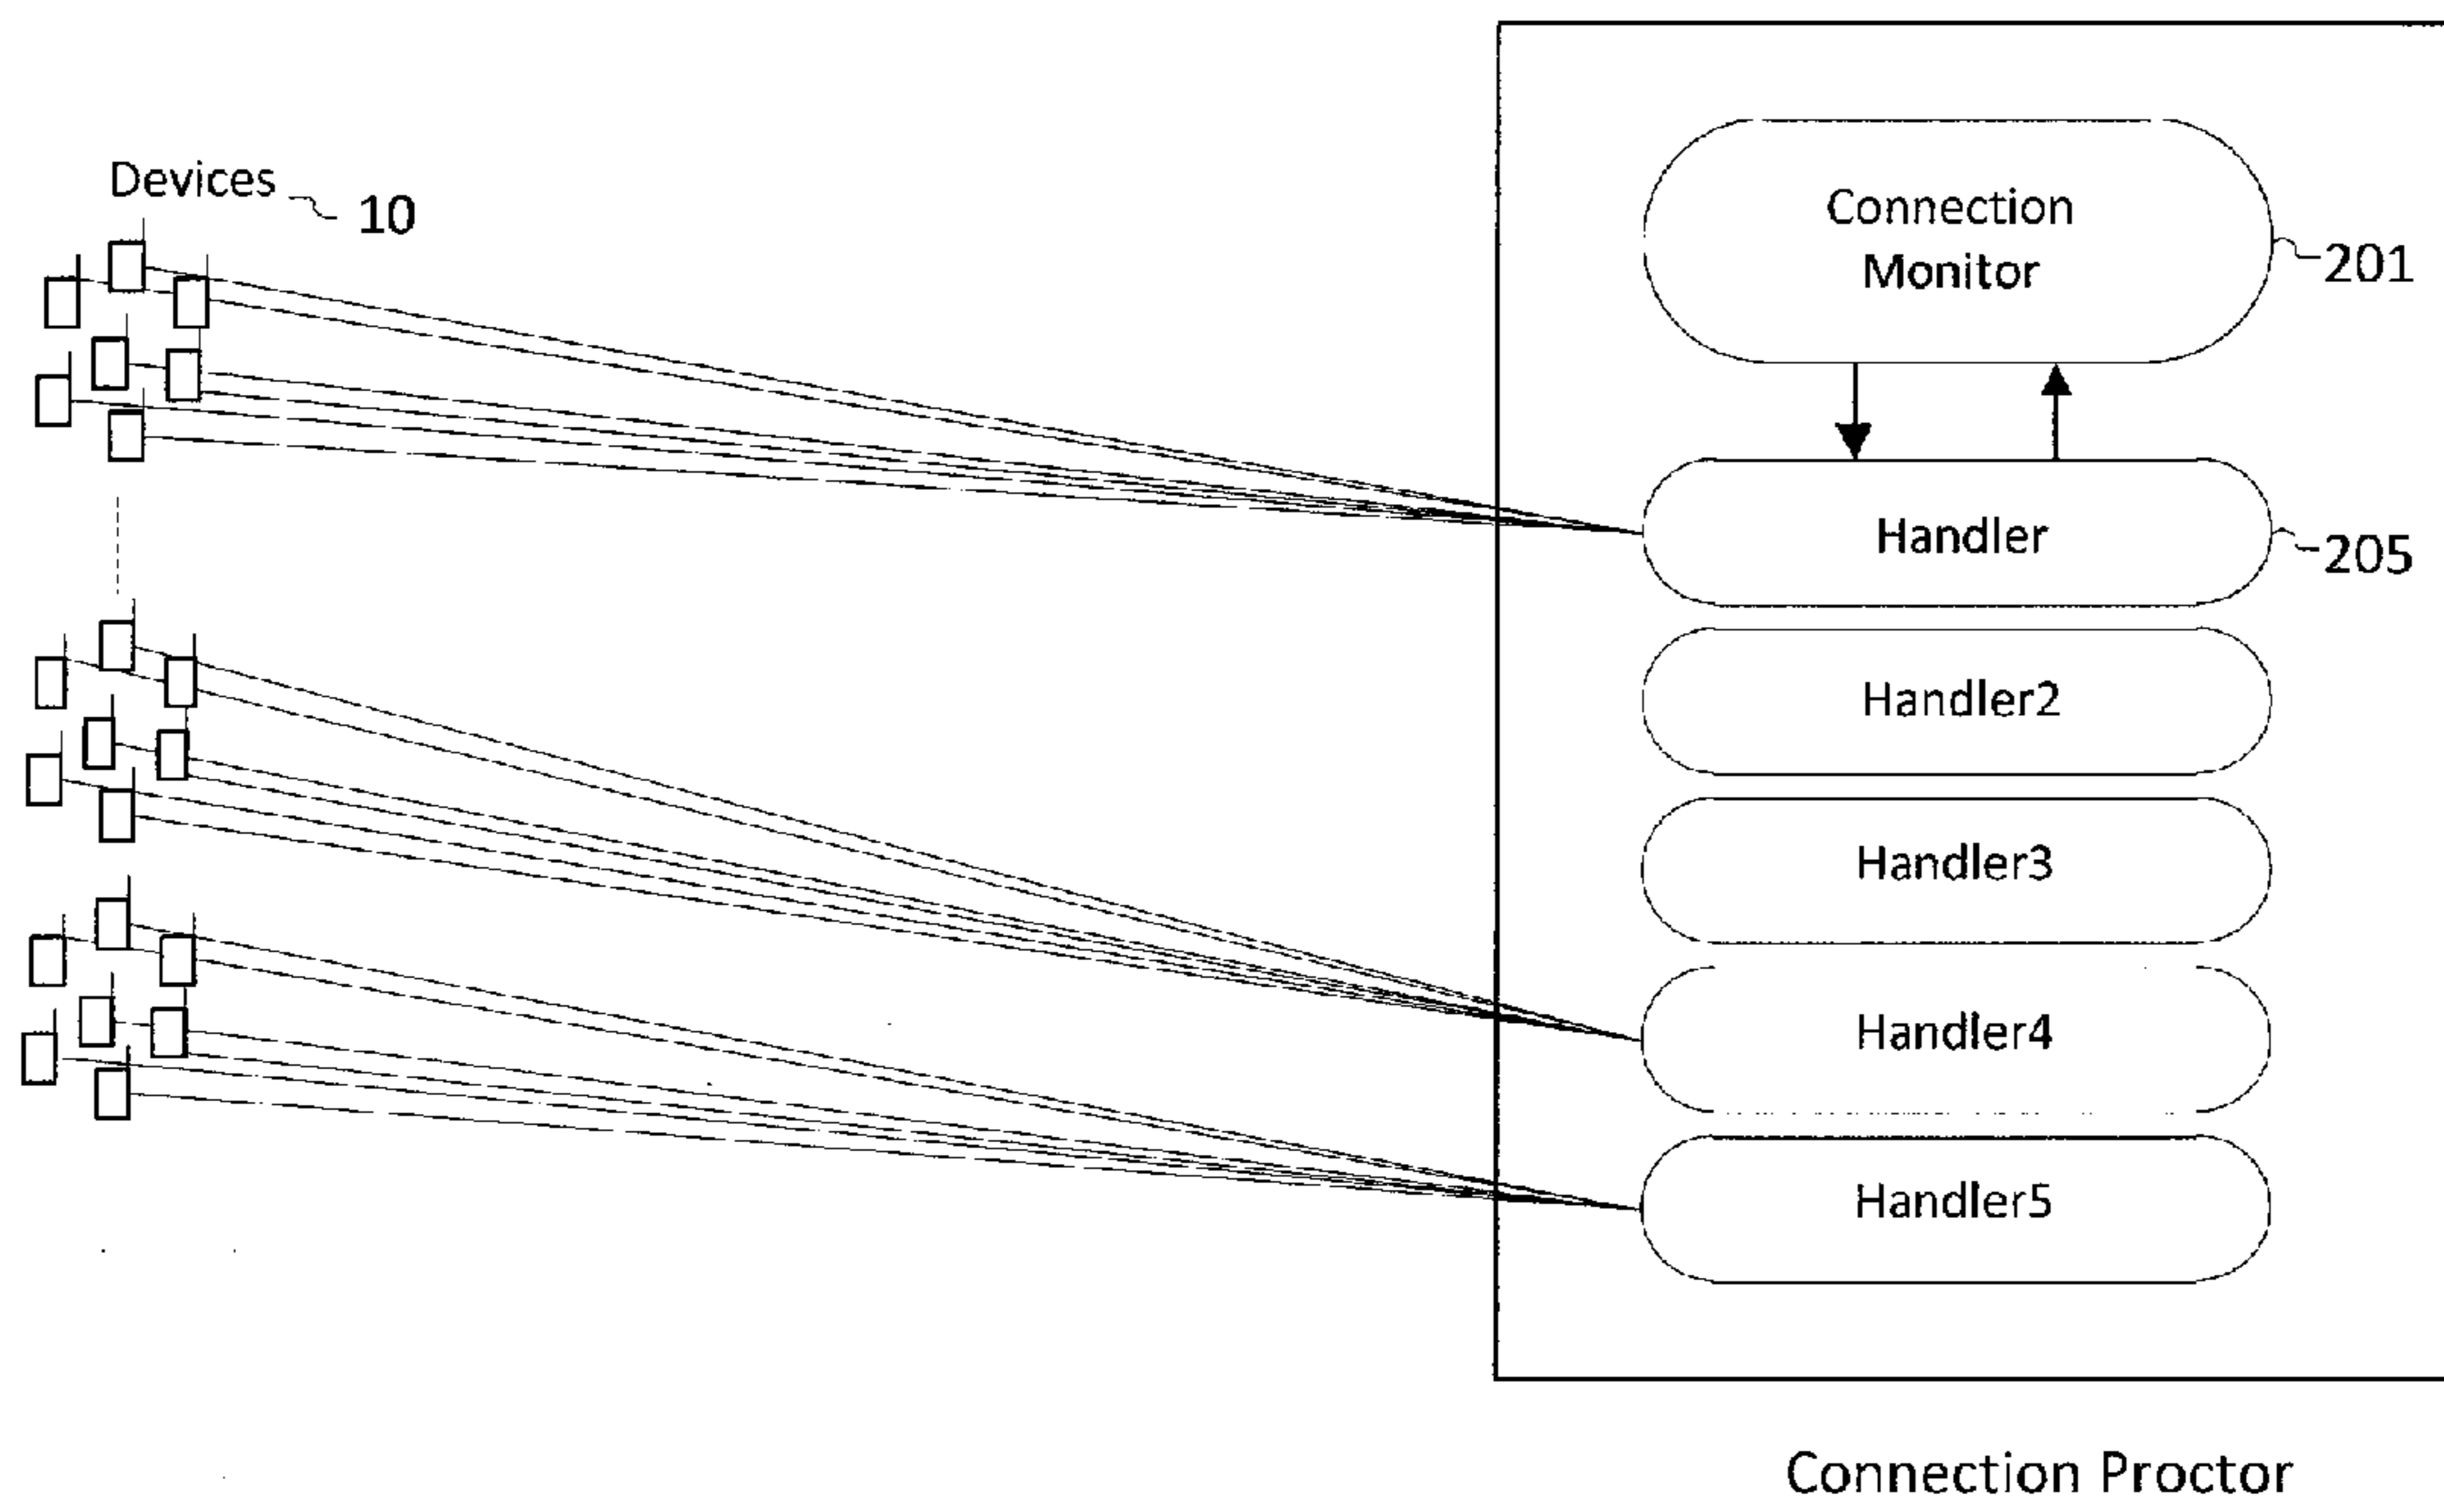 Devices 10
Connection
Monitor
201
Handler
205
Handler2
Handler3
Handler4
Handler5
Connection Proctor